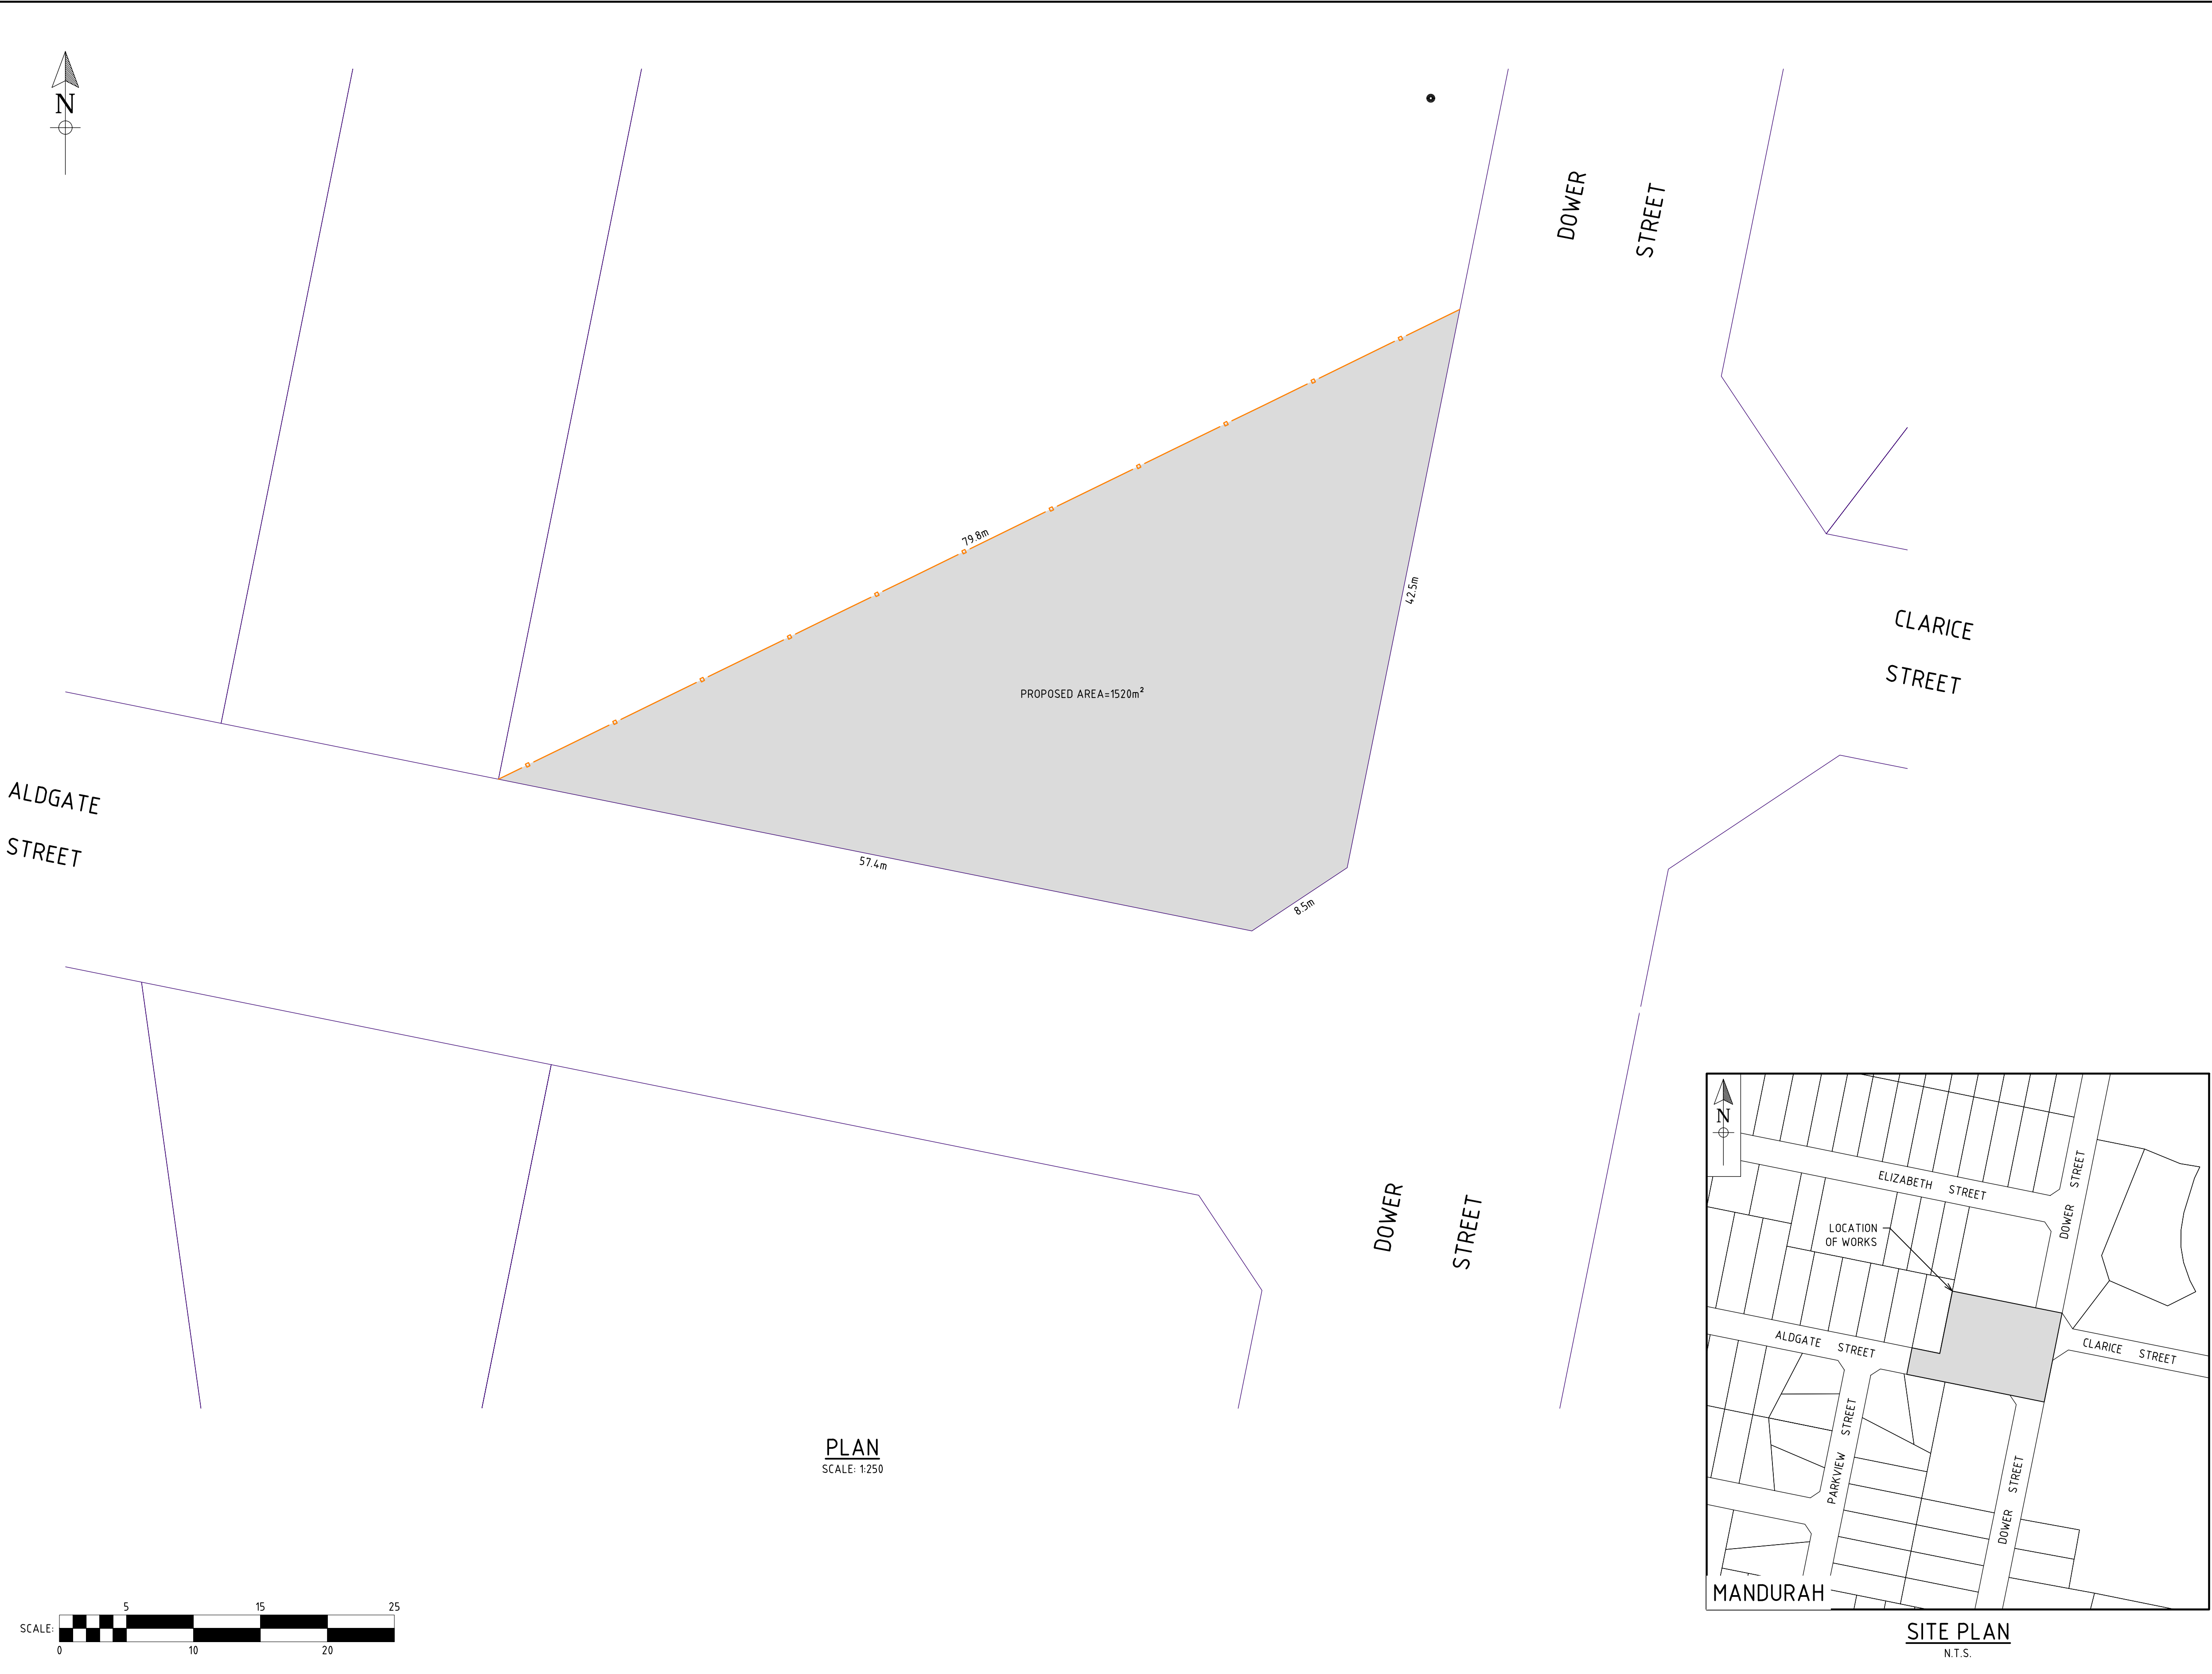 N
DOWER
STREET
79.8m
42.5m
CLARICE
STREET
PROPOSED AREA=1520m²
ALDGATE
STREET
57.4m
8.5m
DOWER
STREET
PLAN
SCALE: 1:250
SCALE:
5
15
25
0
10
20
N
ELIZABETH STREET
DOWER STREET
LOCATION
OF WORKS
ALDGATE STREET
CLARICE STREET
PARKVIEW STREET
DOWER STREET
MANDURAH
SITE PLAN
N.T.S.